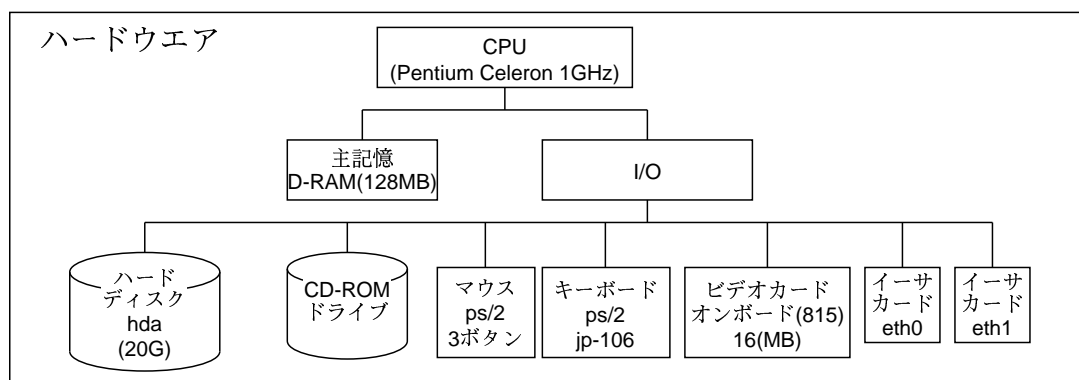 ハードウエア
CPU
(Pentium Celeron 1GHz)
主記憶
D-RAM(128MB)
I/O
ハード
ディスク
hda
(20G)
CD-ROM
ドライブ
マウス
ps/2
3ボタン
キーボード
ps/2
jp-106
ビデオカード
オンボード(815)
16(MB)
イーサ
カード
eth0
イーサ
カード
eth1